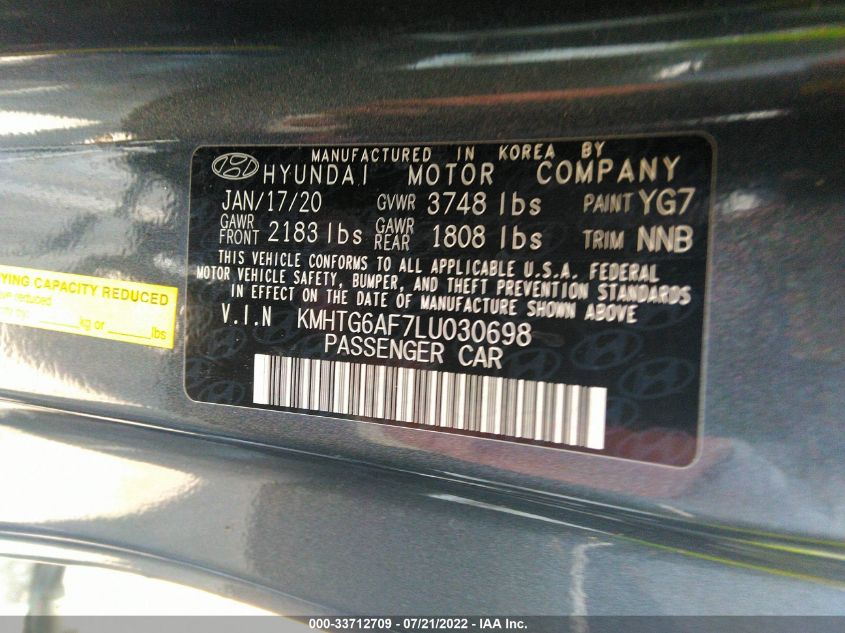 MANUFACTURED IN KOREA BY
HYUNDAI MOTOR COMPANY
JAN/17/20 GVWR 3748 lbs PAINT YG7
GAWR FRONT 2183 lbs GAWR REAR 1808 lbs TRIM NNB
THIS VEHICLE CONFORMS TO ALL APPLICABLE U.S.A. FEDERAL
MOTOR VEHICLE SAFETY, BUMPER, AND THEFT PREVENTION STANDARDS
IN EFFECT ON THE DATE OF MANUFACTURE SHOWN ABOVE
V.I.N KMHTG6AF7LU030698
PASSENGER CAR
CAPACITY REDUCED
reduced
by: kg or lbs
000-33712709 - 07/21/2022 - IAA Inc.